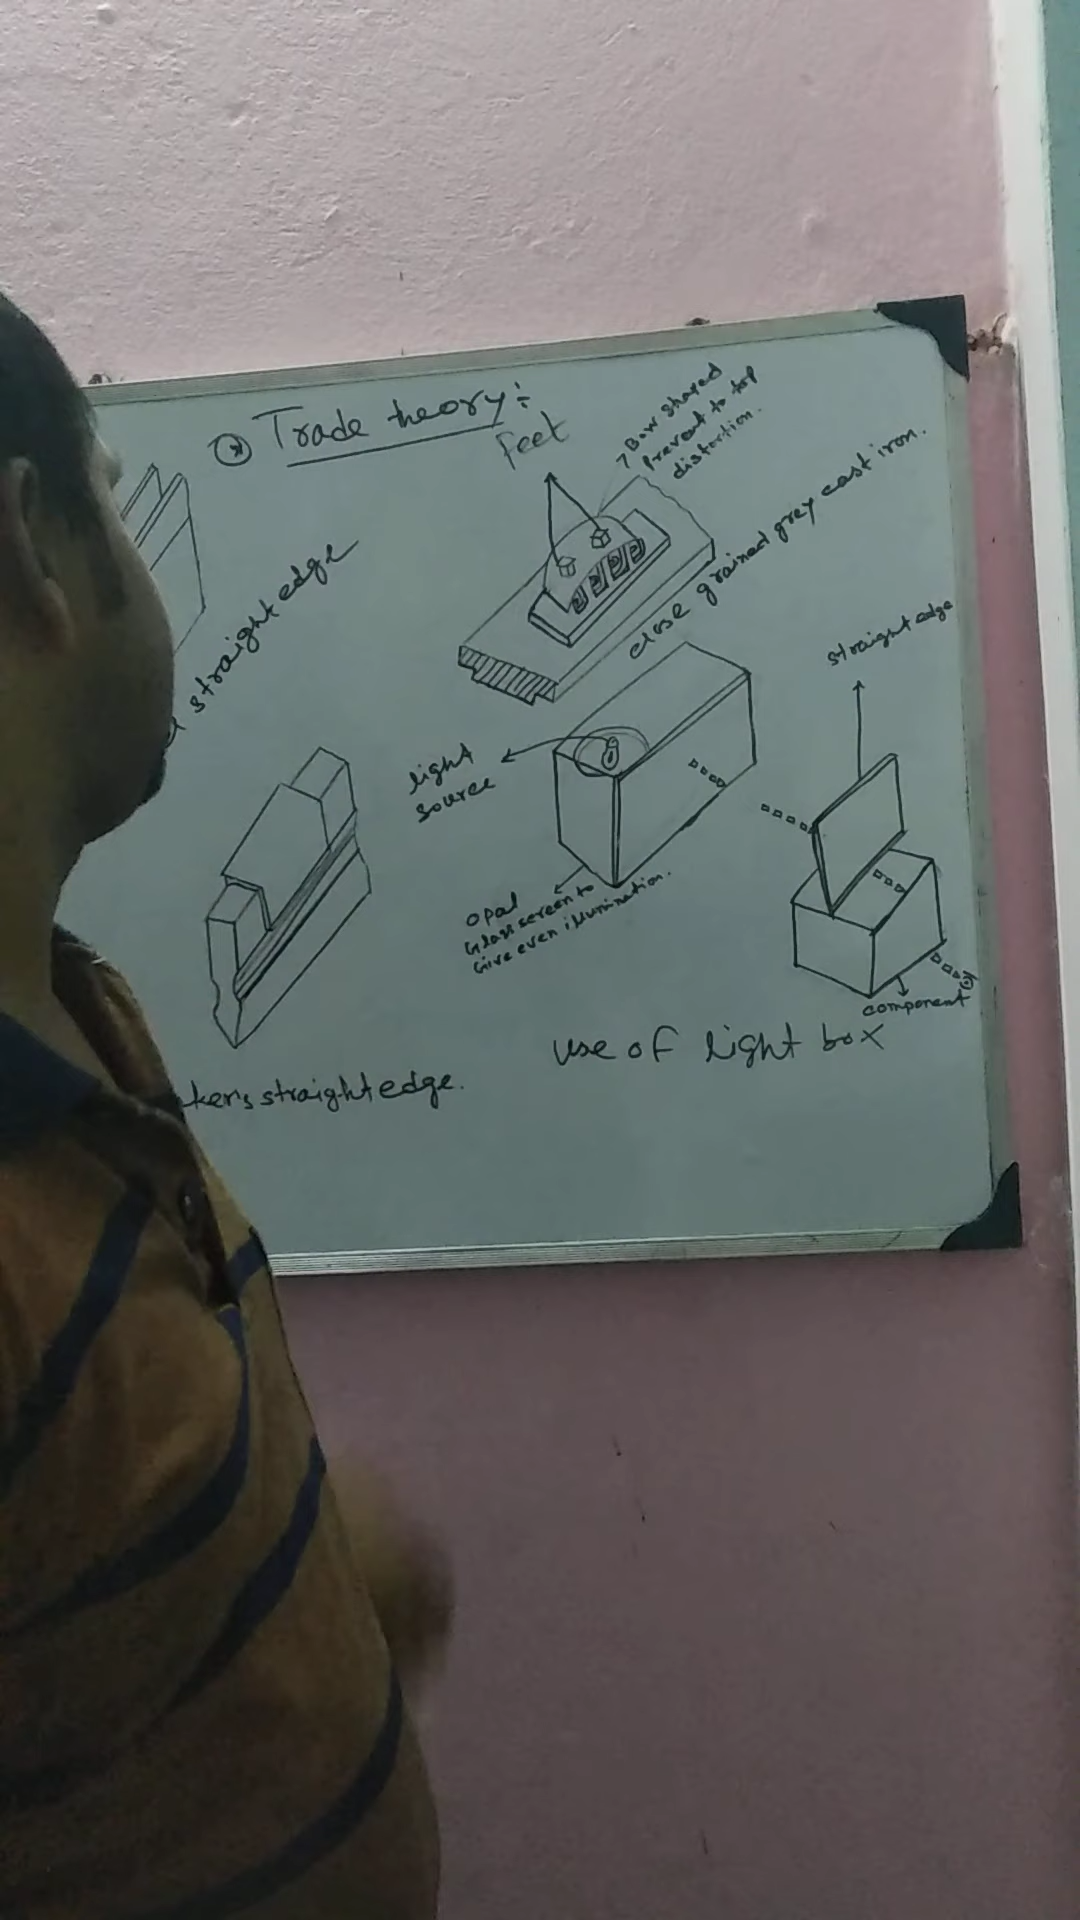 Trade theory:-
Feet
Bow shaped
Prevent to top
distortion.
close grained grey cast iron.
straight edge
straight edge
light
source
opal
Glass screen to
Give even illumination.
component
use of light box
ker's straight edge.